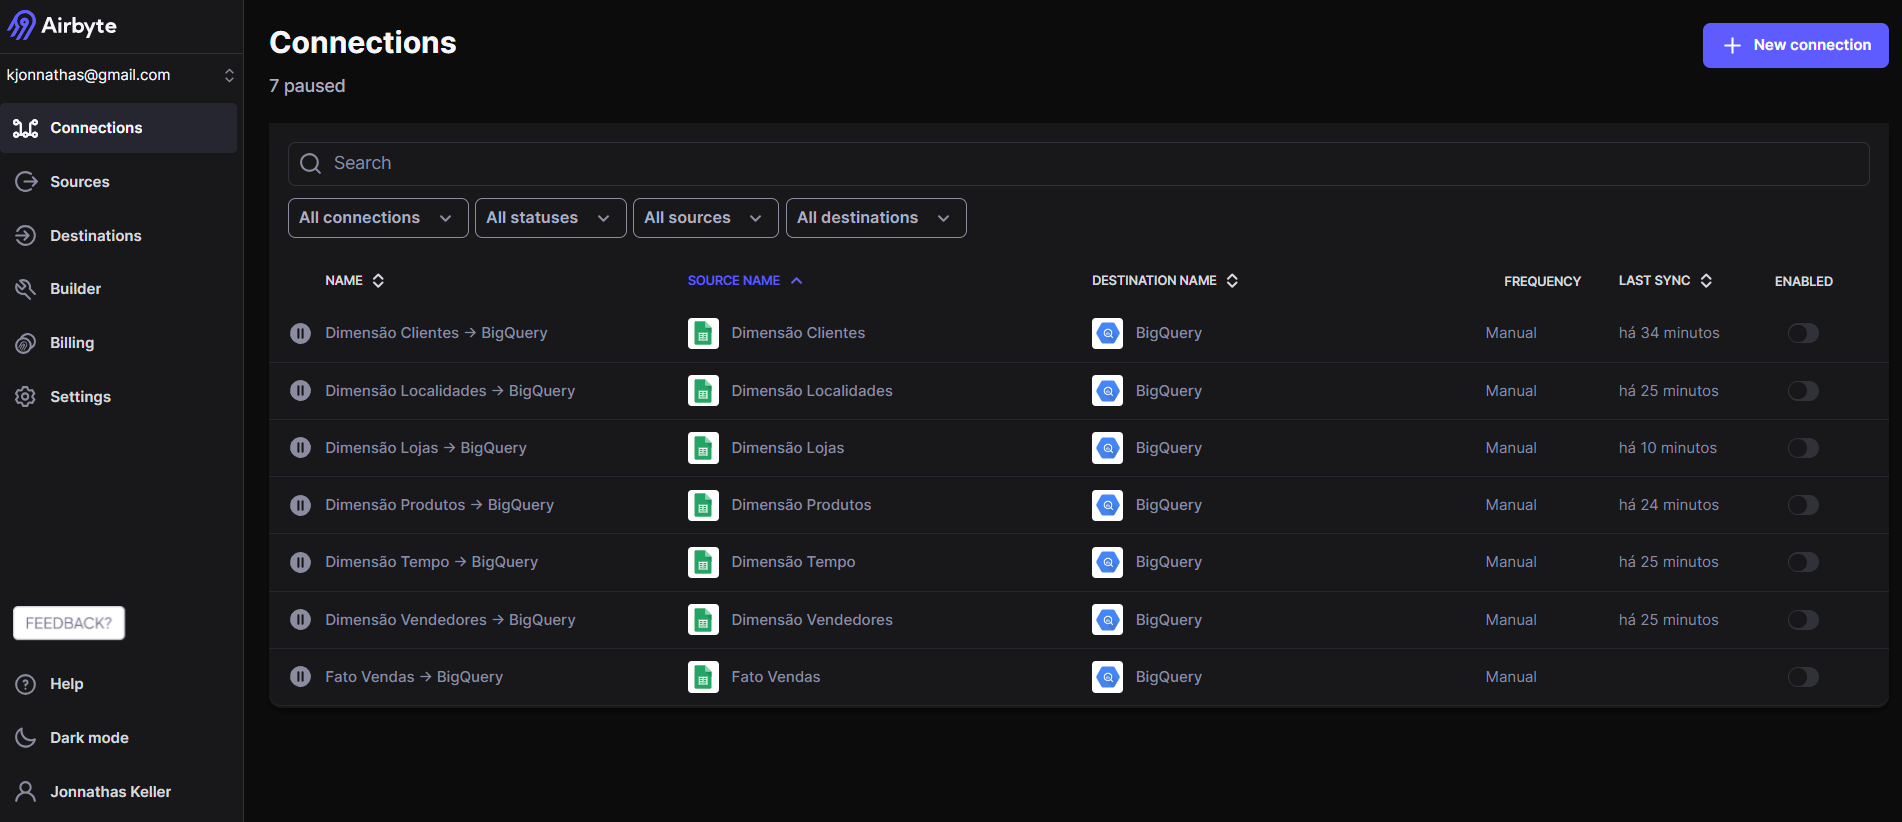 Airbyte
kjonnathas@gmail.com
Connections
Sources
Destinations
Builder
Billing
Settings
FEEDBACK?
Help
Dark mode
Jonnathas Keller
Connections
7 paused
New connection
Search
All connections All statuses All sources All destinations
NAME SOURCE NAME DESTINATION NAME FREQUENCY LAST SYNC ENABLED
Dimensão Clientes → BigQuery Dimensão Clientes BigQuery Manual há 34 minutos
Dimensão Localidades → BigQuery Dimensão Localidades BigQuery Manual há 25 minutos
Dimensão Lojas → BigQuery Dimensão Lojas BigQuery Manual há 10 minutos
Dimensão Produtos → BigQuery Dimensão Produtos BigQuery Manual há 24 minutos
Dimensão Tempo → BigQuery Dimensão Tempo BigQuery Manual há 25 minutos
Dimensão Vendedores → BigQuery Dimensão Vendedores BigQuery Manual há 25 minutos
Fato Vendas → BigQuery Fato Vendas BigQuery Manual